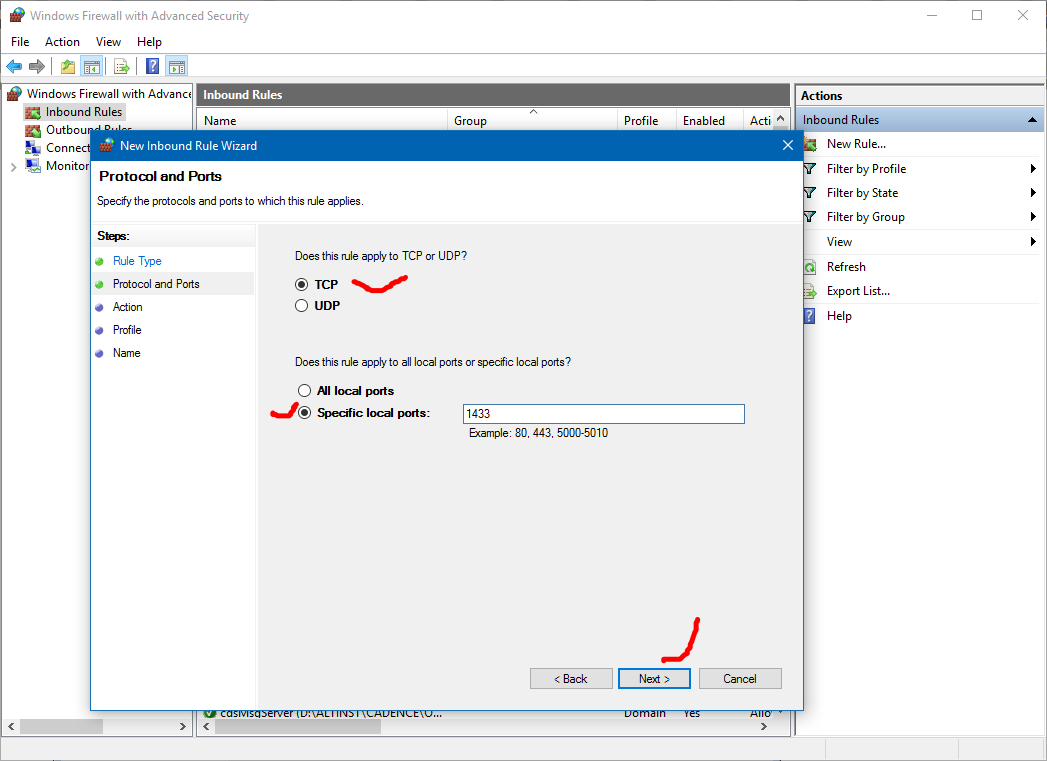 Windows Firewall with Advanced Security
File Action View Help
Windows Firewall with Advance
Inbound Rules
Outbound Rules
Connect
Monitor
Inbound Rules
Name Group Profile Enabled Acti
Actions
Inbound Rules
New Rule...
Filter by Profile
Filter by State
Filter by Group
View
Refresh
Export List...
Help
New Inbound Rule Wizard
Protocol and Ports
Specify the protocols and ports to which this rule applies.
Steps:
Rule Type
Protocol and Ports
Action
Profile
Name
Does this rule apply to TCP or UDP?
TCP
UDP
Does this rule apply to all local ports or specific local ports?
All local ports
Specific local ports: 1433
Example: 80, 443, 5000-5010
< Back Next > Cancel
cdsMsgServer (D:\ALTINST\CADENCE\O... Domain Yes Allo